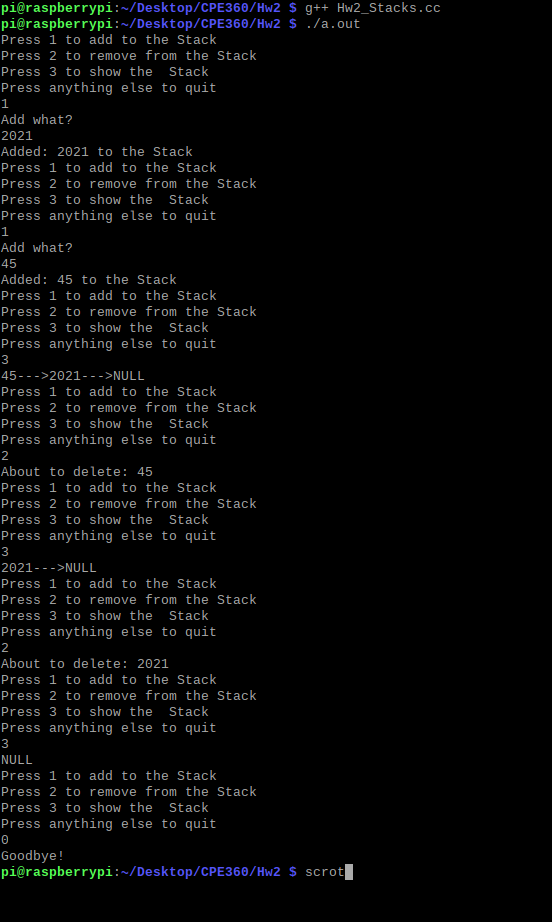 pi@raspberrypi:~/Desktop/CPE360/Hw2 $ g++ Hw2_Stacks.cc
pi@raspberrypi:~/Desktop/CPE360/Hw2 $ ./a.out
Press 1 to add to the Stack
Press 2 to remove from the Stack
Press 3 to show the  Stack
Press anything else to quit
1
Add what?
2021
Added: 2021 to the Stack
Press 1 to add to the Stack
Press 2 to remove from the Stack
Press 3 to show the  Stack
Press anything else to quit
1
Add what?
45
Added: 45 to the Stack
Press 1 to add to the Stack
Press 2 to remove from the Stack
Press 3 to show the  Stack
Press anything else to quit
3
45--->2021--->NULL
Press 1 to add to the Stack
Press 2 to remove from the Stack
Press 3 to show the  Stack
Press anything else to quit
2
About to delete: 45
Press 1 to add to the Stack
Press 2 to remove from the Stack
Press 3 to show the  Stack
Press anything else to quit
3
2021--->NULL
Press 1 to add to the Stack
Press 2 to remove from the Stack
Press 3 to show the  Stack
Press anything else to quit
2
About to delete: 2021
Press 1 to add to the Stack
Press 2 to remove from the Stack
Press 3 to show the  Stack
Press anything else to quit
3
NULL
Press 1 to add to the Stack
Press 2 to remove from the Stack
Press 3 to show the  Stack
Press anything else to quit
0
Goodbye!
pi@raspberrypi:~/Desktop/CPE360/Hw2 $ scrot